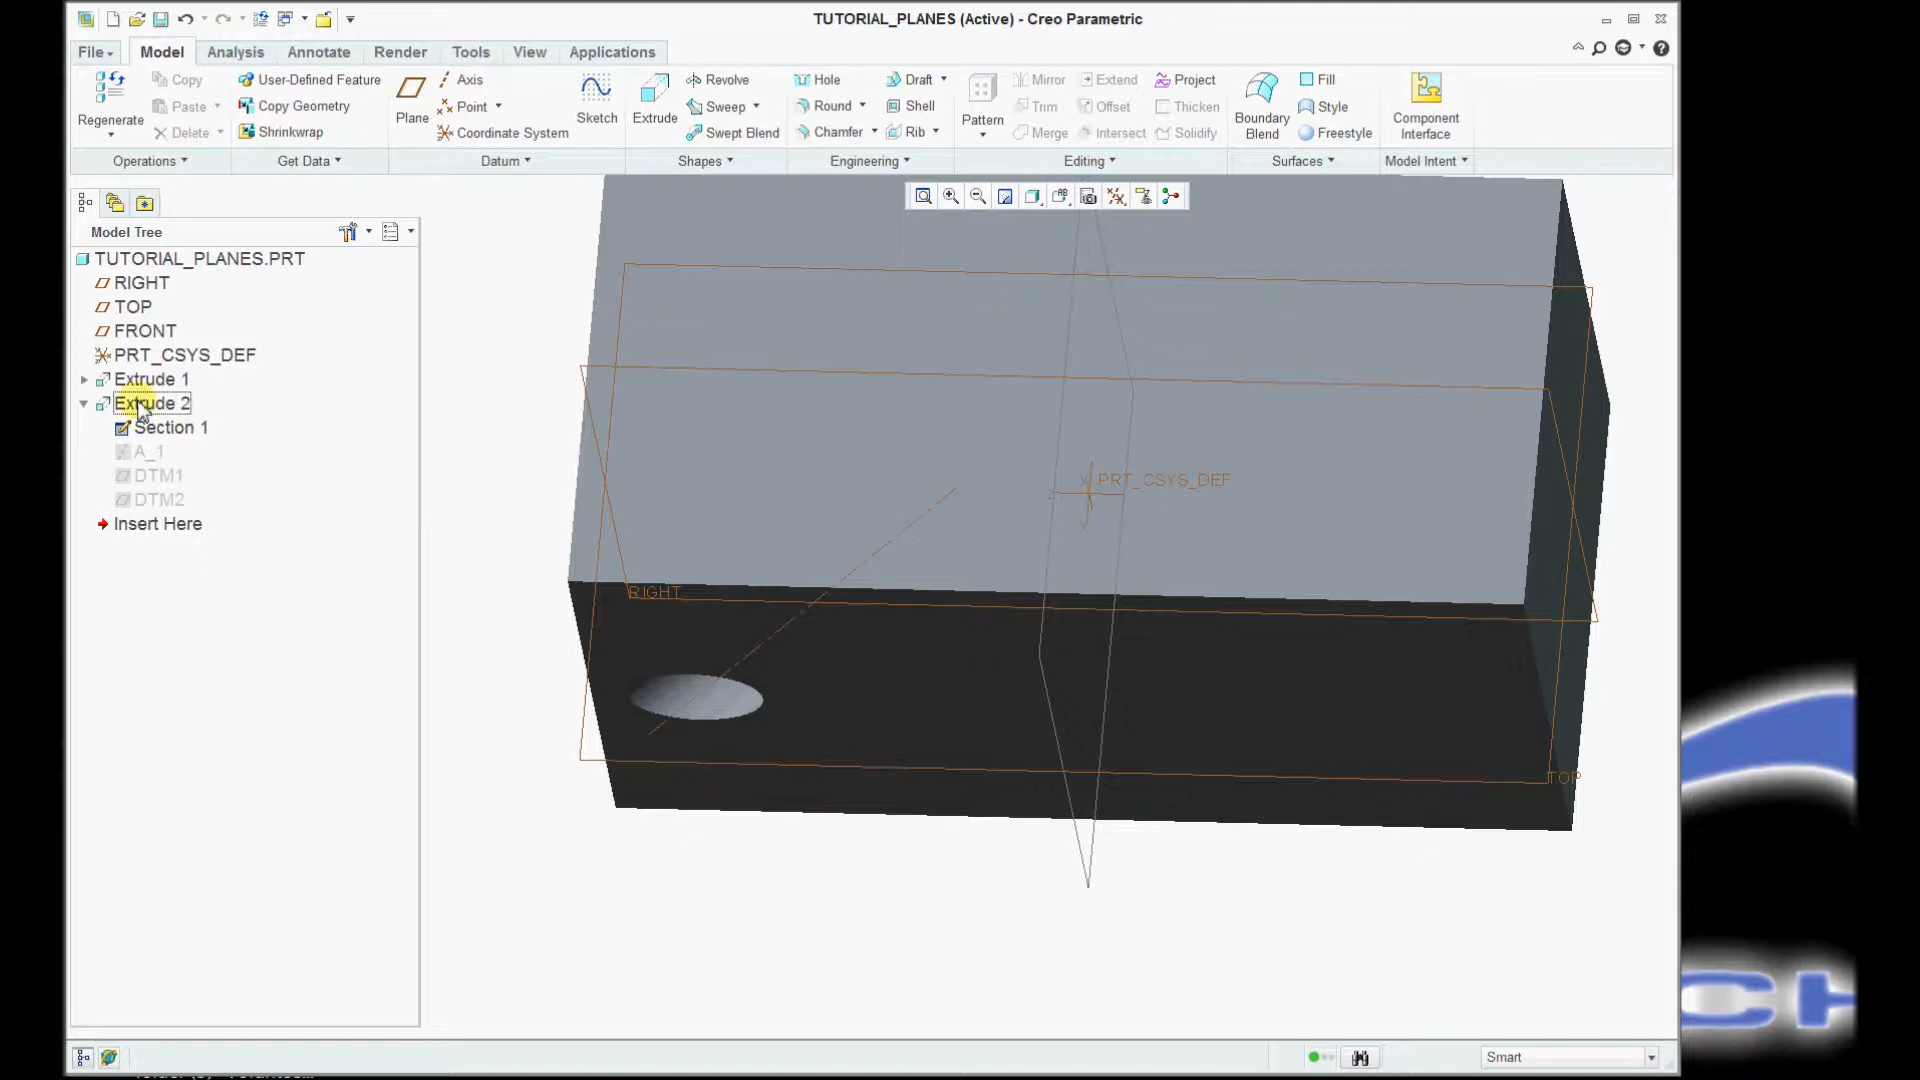 TUTORIAL_PLANES (Active) - Creo Parametric
File
Model
Analysis
Annotate
Render
Tools
View
Applications
Regenerate
Copy
Paste
Delete
User-Defined Feature
Copy Geometry
Shrinkwrap
Plane
Axis
Point
Coordinate System
Sketch
Extrude
Revolve
Sweep
Swept Blend
Hole
Round
Chamfer
Draft
Shell
Rib
Pattern
Mirror
Trim
Merge
Extend
Offset
Intersect
Project
Thicken
Solidify
Boundary
Blend
Fill
Style
Freestyle
Component
Interface
Operations
Get Data
Datum
Shapes
Engineering
Editing
Surfaces
Model Intent
Model Tree
TUTORIAL_PLANES.PRT
RIGHT
TOP
FRONT
PRT_CSYS_DEF
Extrude 1
Extrude 2
Section 1
A_1
DTM1
DTM2
Insert Here
PRT_CSYS_DEF
RIGHT
TOP
Smart